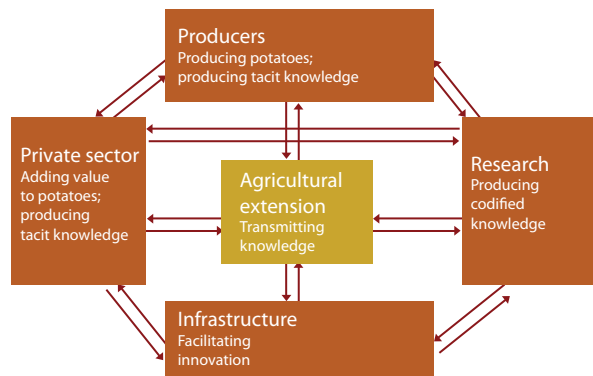 Producers
Producing potatoes;
producing tacit knowledge
Private sector
Adding value
to potatoes;
producing
tacit knowledge
Agricultural
extension
Transmitting
knowledge
Research
Producing
codified
knowledge
Infrastructure
Facilitating
innovation